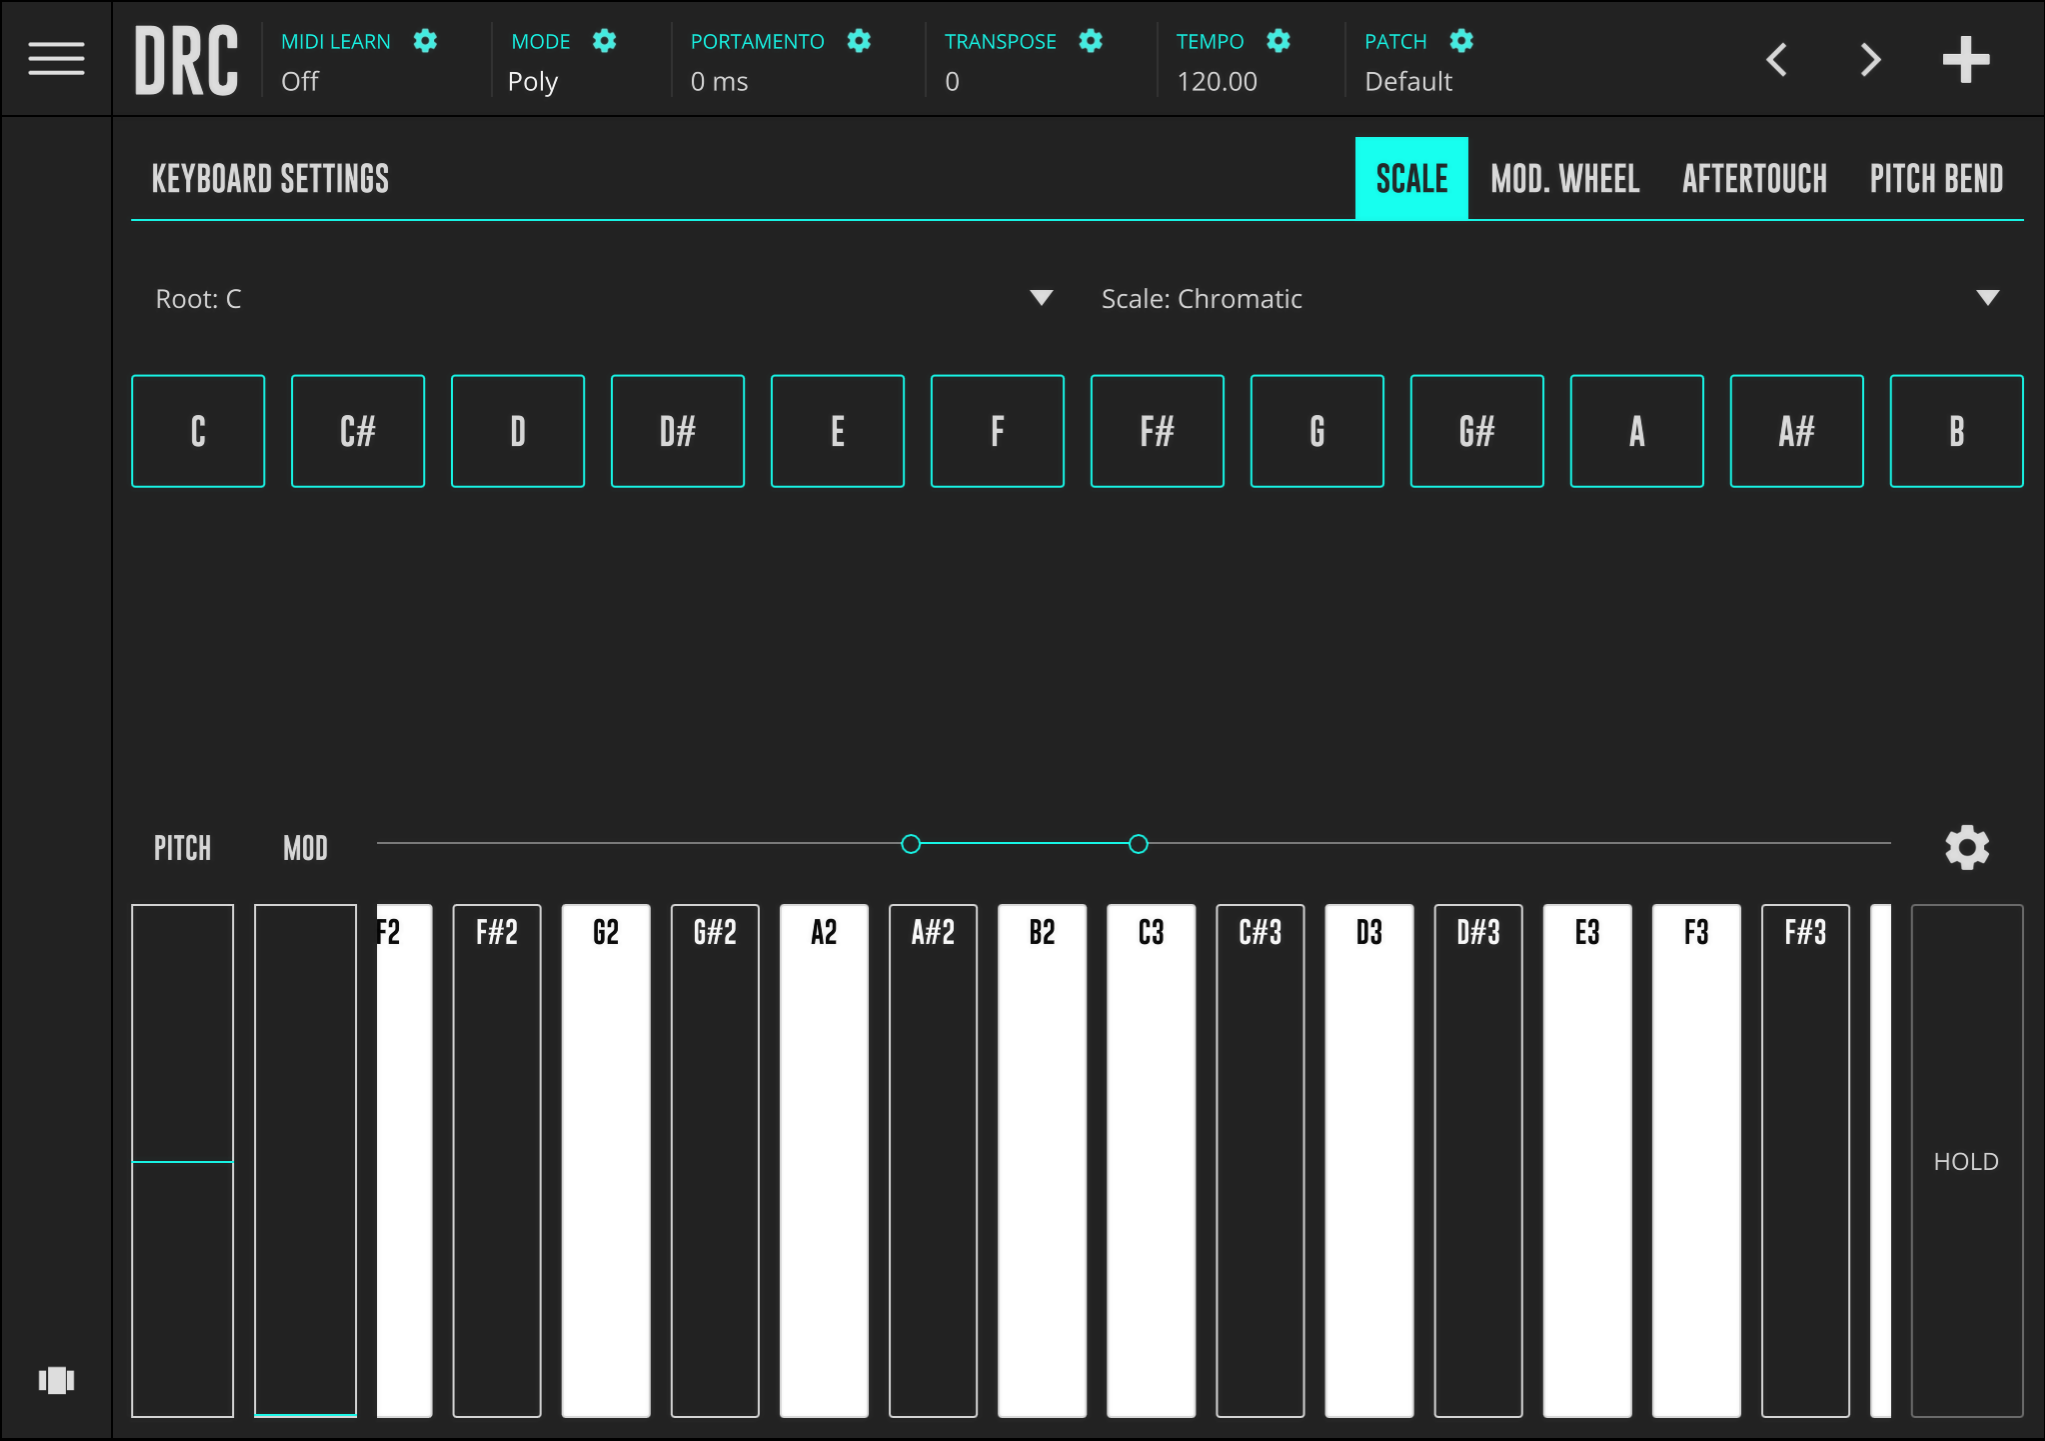 DRC
MIDI LEARN
Off
MODE
Poly
PORTAMENTO
0 ms
TRANSPOSE
0
TEMPO
120.00
PATCH
Default
KEYBOARD SETTINGS
SCALE
MOD. WHEEL
AFTERTOUCH
PITCH BEND
Root: C
Scale: Chromatic
C
C#
D
D#
E
F
F#
G
G#
A
A#
B
PITCH
MOD
F2
F#2
G2
G#2
A2
A#2
B2
C3
C#3
D3
D#3
E3
F3
F#3
HOLD